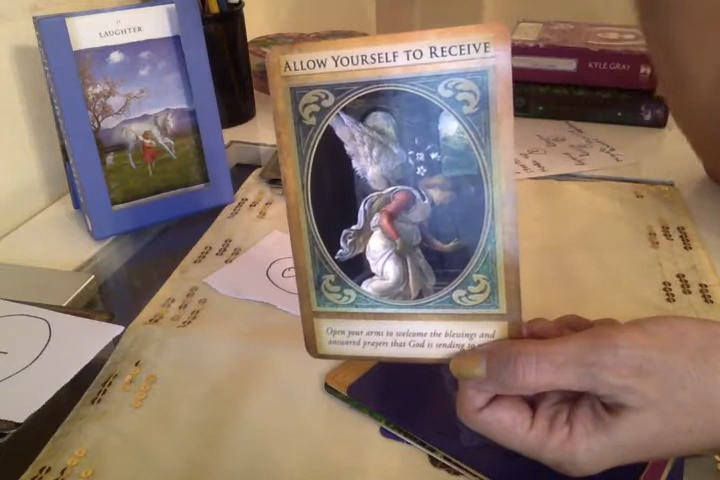 11
LAUGHTER
ALLOW YOURSELF TO RECEIVE
KYLE GRAY
Open your arms to welcome the blessings and
answered prayers that God is sending to